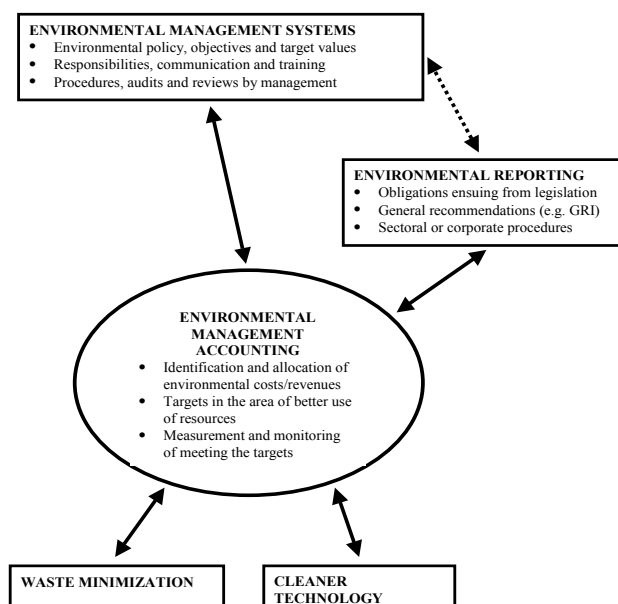 ENVIRONMENTAL MANAGEMENT SYSTEMS
• Environmental policy, objectives and target values
• Responsibilities, communication and training
• Procedures, audits and reviews by management
ENVIRONMENTAL REPORTING
• Obligations ensuing from legislation
• General recommendations (e.g. GRI)
• Sectoral or corporate procedures
ENVIRONMENTAL
MANAGEMENT
ACCOUNTING
• Identification and allocation of
environmental costs/revenues
• Targets in the area of better use
of resources
• Measurement and monitoring
of meeting the targets
WASTE MINIMIZATION
CLEANER
TECHNOLOGY